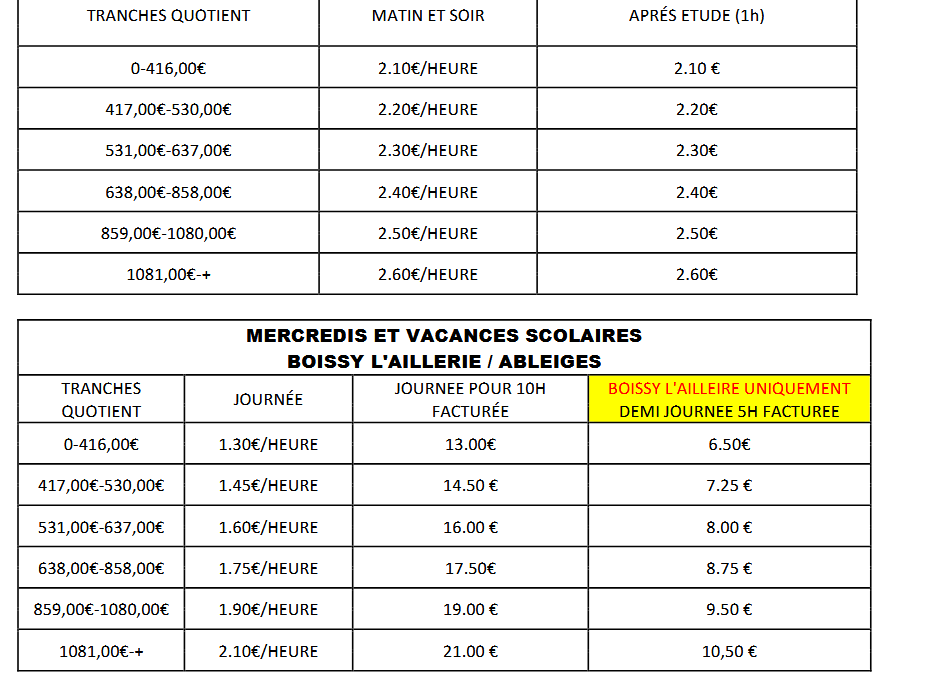 TRANCHES QUOTIENT MATIN ET SOIR APRÉS ETUDE (1h)
0-416,00€ 2.10€/HEURE 2.10 €
417,00€-530,00€ 2.20€/HEURE 2.20€
531,00€-637,00€ 2.30€/HEURE 2.30€
638,00€-858,00€ 2.40€/HEURE 2.40€
859,00€-1080,00€ 2.50€/HEURE 2.50€
1081,00€-+ 2.60€/HEURE 2.60€
MERCREDIS ET VACANCES SCOLAIRES
BOISSY L'AILLERIE / ABLEIGES
TRANCHES
QUOTIENT
JOURNÉE
JOURNEE POUR 10H
FACTURÉE
BOISSY L'AILLEIRE UNIQUEMENT
DEMI JOURNEE 5H FACTUREE
0-416,00€ 1.30€/HEURE 13.00€ 6.50€
417,00€-530,00€ 1.45€/HEURE 14.50 € 7.25 €
531,00€-637,00€ 1.60€/HEURE 16.00 € 8.00 €
638,00€-858,00€ 1.75€/HEURE 17.50€ 8.75 €
859,00€-1080,00€ 1.90€/HEURE 19.00 € 9.50 €
1081,00€-+ 2.10€/HEURE 21.00 € 10,50 €